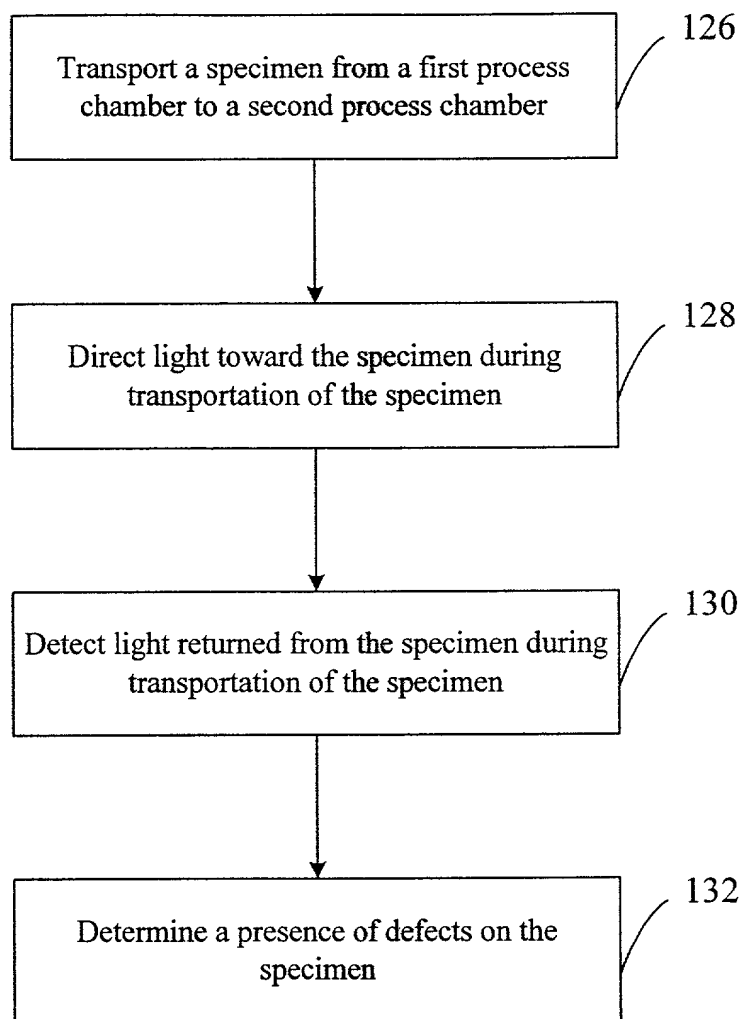 126
Transport a specimen from a first process
chamber to a second process chamber
128
Direct light toward the specimen during
transportation of the specimen
130
Detect light returned from the specimen during
transportation of the specimen
132
Determine a presence of defects on the
specimen